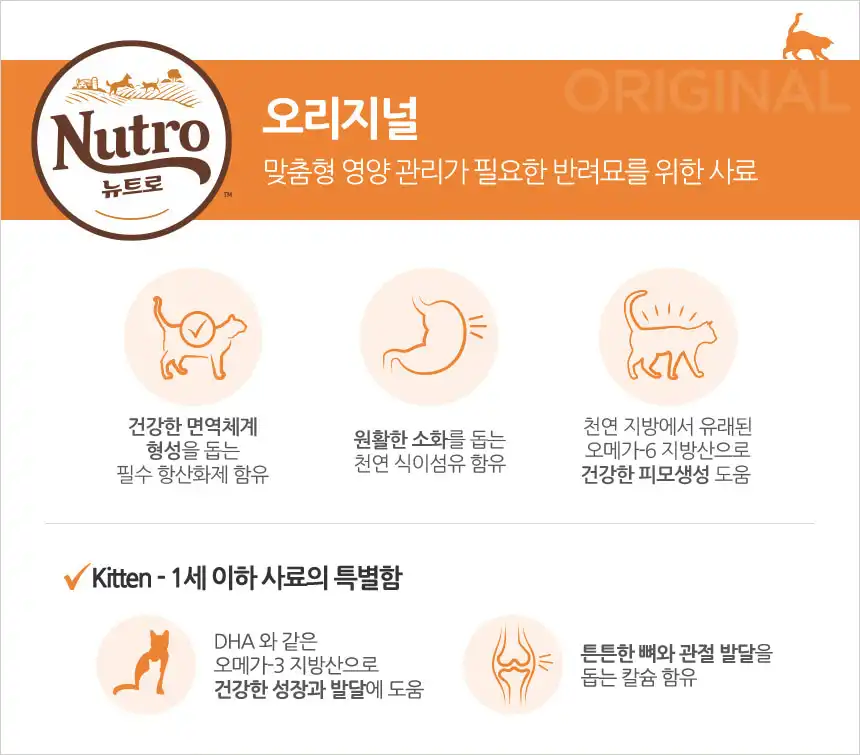 ORIGINAL
Nutro
뉴트로
TM
오리지널
맞춤형 영양 관리가 필요한 반려묘를 위한 사료
건강한 면역체계
형성을 돕는
필수 항산화제 함유
원활한 소화를 돕는
천연 식이섬유 함유
천연 지방에서 유래된
오메가-6 지방산으로
건강한 피모생성 도움
Kitten - 1세 이하 사료의 특별함
DHA 와 같은
오메가-3 지방산으로
건강한 성장과 발달에 도움
튼튼한 뼈와 관절 발달을
돕는 칼슘 함유